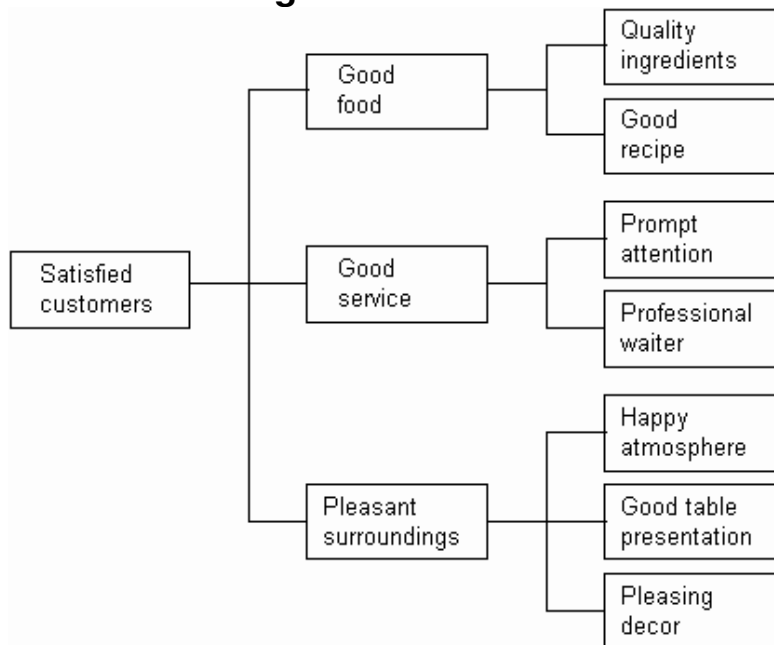 Good
food
Quality
ingredients
Good
recipe
Satisfied
customers
Good
service
Prompt
attention
Professional
waiter
Pleasant
surroundings
Happy
atmosphere
Good table
presentation
Pleasing
decor